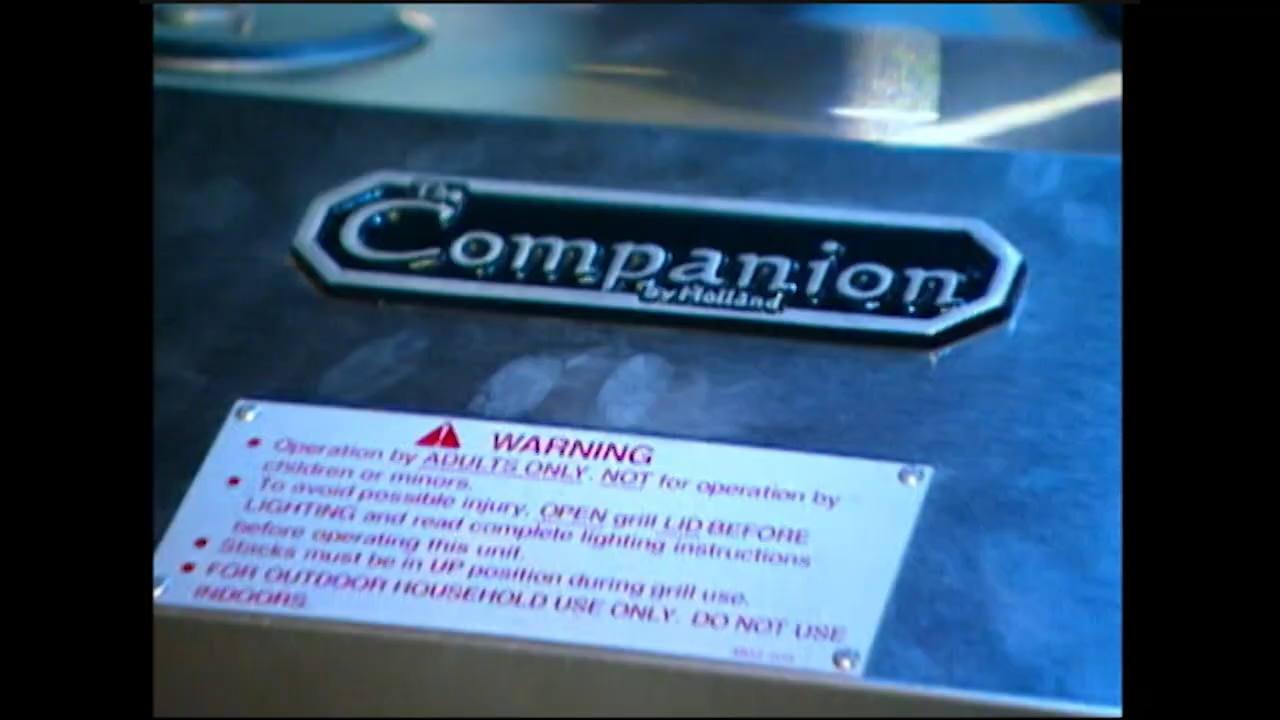 The
Companion
by Holland
WARNING
Operation by ADULTS ONLY. NOT for operation by
children or minors.
To avoid possible injury, OPEN grill LID BEFORE
LIGHTING and read complete lighting instructions
before operating this unit.
Stacks must be in UP position during grill use.
FOR OUTDOOR HOUSEHOLD USE ONLY. DO NOT USE
INDOORS